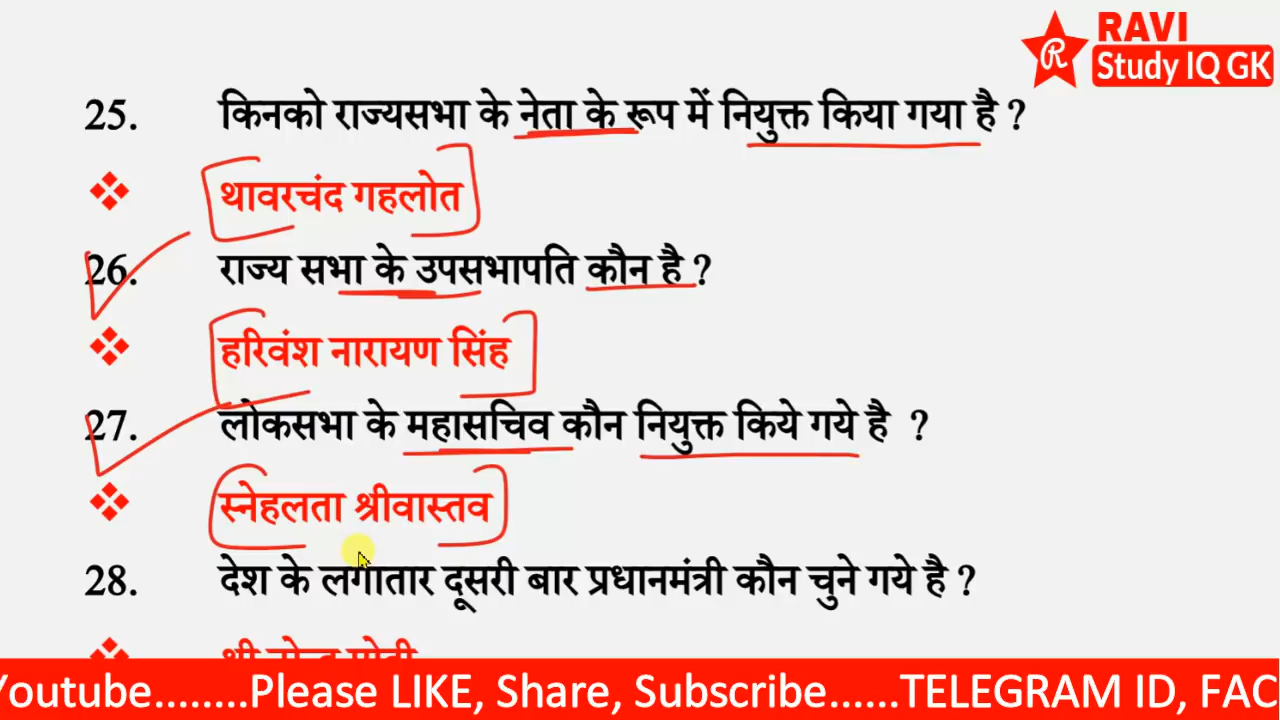 RAVI
R
Study IQ GK
25. किनको राज्यसभा के नेता के रूप में नियुक्त किया गया है ?
❖ थावरचंद गहलोत
26. राज्य सभा के उपसभापति कौन है ?
❖ हरिवंश नारायण सिंह
27. लोकसभा के महासचिव कौन नियुक्त किये गये है ?
❖ स्नेहलता श्रीवास्तव
28. देश के लगातार दूसरी बार प्रधानमंत्री कौन चुने गये है ?
❖ श्री नरेन्द्र मोदी
Youtube........Please LIKE, Share, Subscribe......TELEGRAM ID, FAC